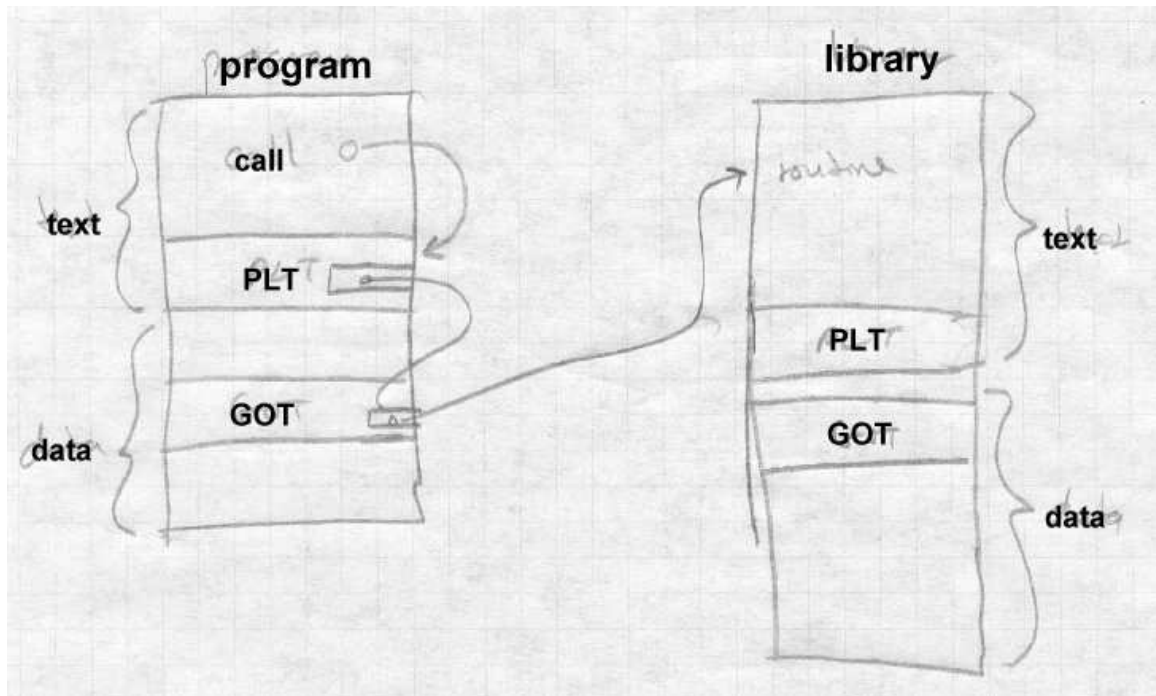 program
library
call
routine
text
text
PLT
PLT
GOT
GOT
data
data